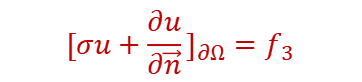 [σu + ∂u/∂n⃗]∂Ω = f₃